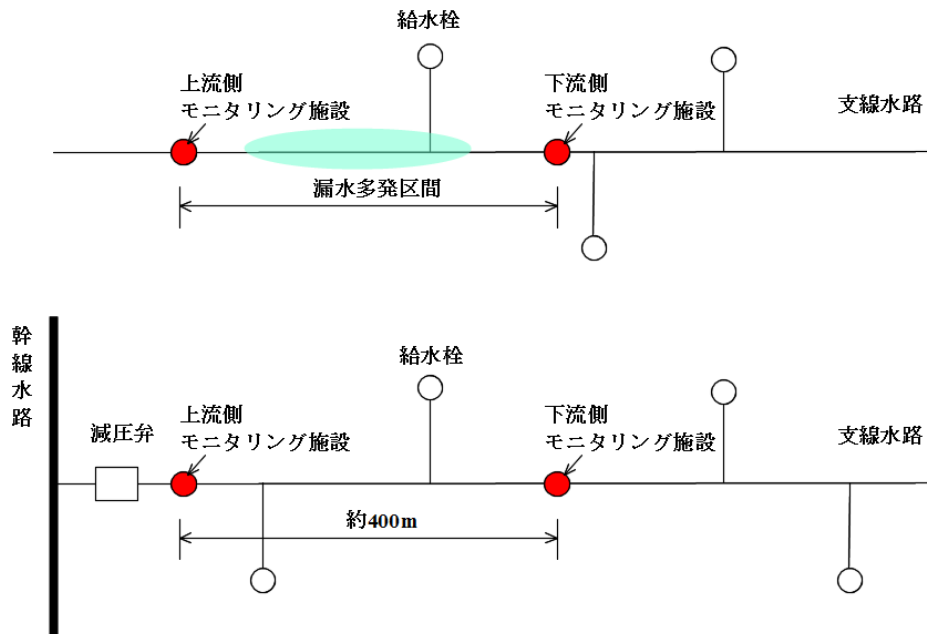 給水栓
上流側
モニタリング施設
下流側
モニタリング施設
支線水路
漏水多発区間
幹線水路
給水栓
減圧弁
上流側
モニタリング施設
下流側
モニタリング施設
支線水路
約400m